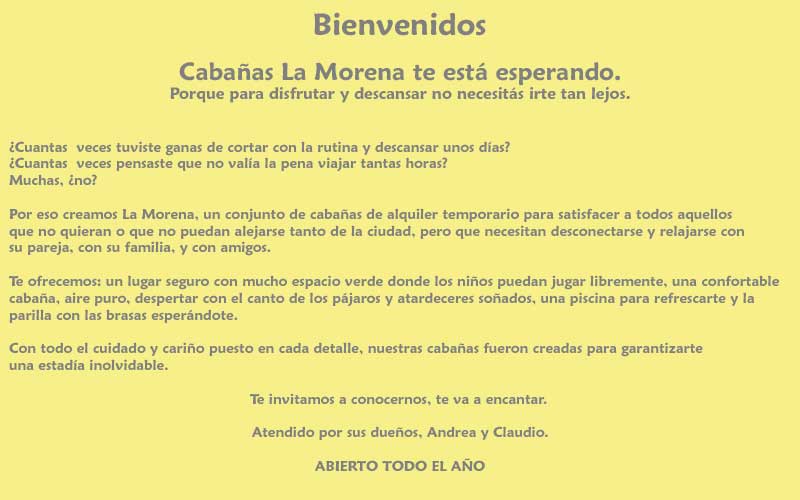 Bienvenidos
Cabañas La Morena te está esperando.
Porque para disfrutar y descansar no necesitás irte tan lejos.
¿Cuantas  veces tuviste ganas de cortar con la rutina y descansar unos días?
¿Cuantas  veces pensaste que no valía la pena viajar tantas horas?
Muchas, ¿no?
Por eso creamos La Morena, un conjunto de cabañas de alquiler temporario para satisfacer a todos aquellos
que no quieran o que no puedan alejarse tanto de la ciudad, pero que necesitan desconectarse y relajarse con
su pareja, con su familia, y con amigos.
Te ofrecemos: un lugar seguro con mucho espacio verde donde los niños puedan jugar libremente, una confortable
cabaña, aire puro, despertar con el canto de los pájaros y atardeceres soñados, una piscina para refrescarte y la
parilla con las brasas esperándote.
Con todo el cuidado y cariño puesto en cada detalle, nuestras cabañas fueron creadas para garantizarte
una estadía inolvidable.
Te invitamos a conocernos, te va a encantar.
Atendido por sus dueños, Andrea y Claudio.
ABIERTO TODO EL AÑO